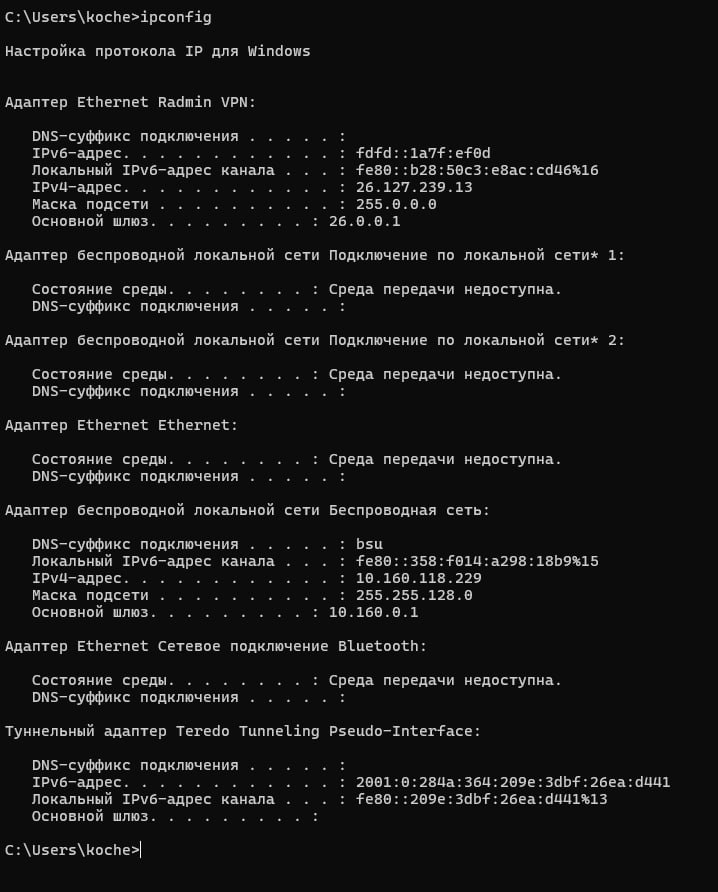 C:\Users\koche>ipconfig
Настройка протокола IP для Windows
Адаптер Ethernet Radmin VPN:
DNS-суффикс подключения . . . . . :
IPv6-адрес. . . . . . . . . . . . : fdfd::1a7f:ef0d
Локальный IPv6-адрес канала . . . : fe80::b28:50c3:e8ac:cd46%16
IPv4-адрес. . . . . . . . . . . . : 26.127.239.13
Маска подсети . . . . . . . . . . : 255.0.0.0
Основной шлюз. . . . . . . . . : 26.0.0.1
Адаптер беспроводной локальной сети Подключение по локальной сети* 1:
Состояние среды. . . . . . . . : Среда передачи недоступна.
DNS-суффикс подключения . . . . . :
Адаптер беспроводной локальной сети Подключение по локальной сети* 2:
Состояние среды. . . . . . . . : Среда передачи недоступна.
DNS-суффикс подключения . . . . . :
Адаптер Ethernet Ethernet:
Состояние среды. . . . . . . . : Среда передачи недоступна.
DNS-суффикс подключения . . . . . :
Адаптер беспроводной локальной сети Беспроводная сеть:
DNS-суффикс подключения . . . . . : bsu
Локальный IPv6-адрес канала . . . : fe80::358:f014:a298:18b9%15
IPv4-адрес. . . . . . . . . . . . : 10.160.118.229
Маска подсети . . . . . . . . . . : 255.255.128.0
Основной шлюз. . . . . . . . . : 10.160.0.1
Адаптер Ethernet Сетевое подключение Bluetooth:
Состояние среды. . . . . . . . : Среда передачи недоступна.
DNS-суффикс подключения . . . . . :
Туннельный адаптер Teredo Tunneling Pseudo-Interface:
DNS-суффикс подключения . . . . . :
IPv6-адрес. . . . . . . . . . . . : 2001:0:284a:364:209e:3dbf:26ea:d441
Локальный IPv6-адрес канала . . . : fe80::209e:3dbf:26ea:d441%13
Основной шлюз. . . . . . . . . :
C:\Users\koche>